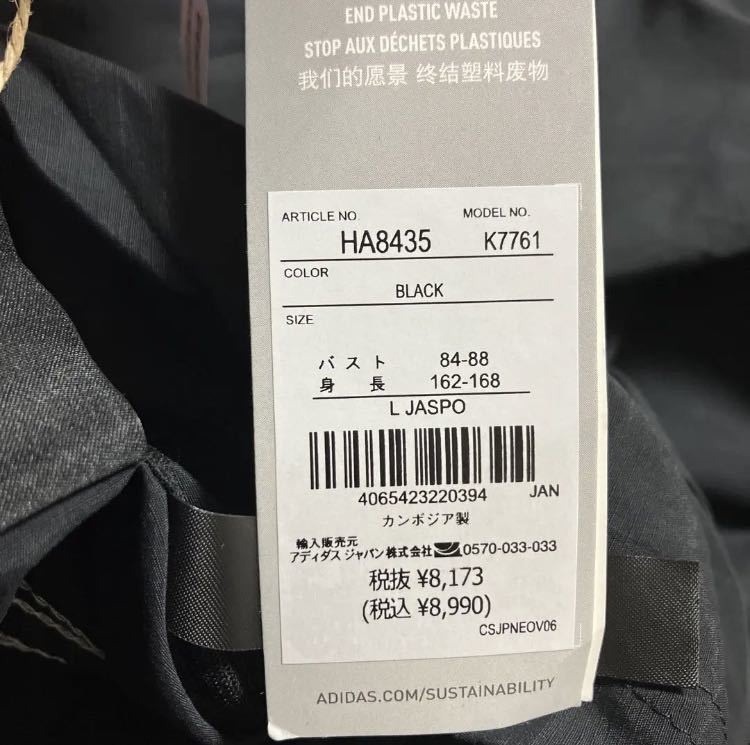 END PLASTIC WASTE
STOP AUX DÉCHETS PLASTIQUES
我们的愿景 终结塑料废物
ARTICLE NO. MODEL NO.
HA8435 K7761
COLOR
BLACK
SIZE
バスト 84-88
身長 162-168
L JASPO
4065423220394 JAN
カンボジア製
輸入販売元
アディダス ジャパン株式会社 0570-033-033
税抜 ¥8,173
(税込 ¥8,990)
CSJPNEOV06
ADIDAS.COM/SUSTAINABILITY